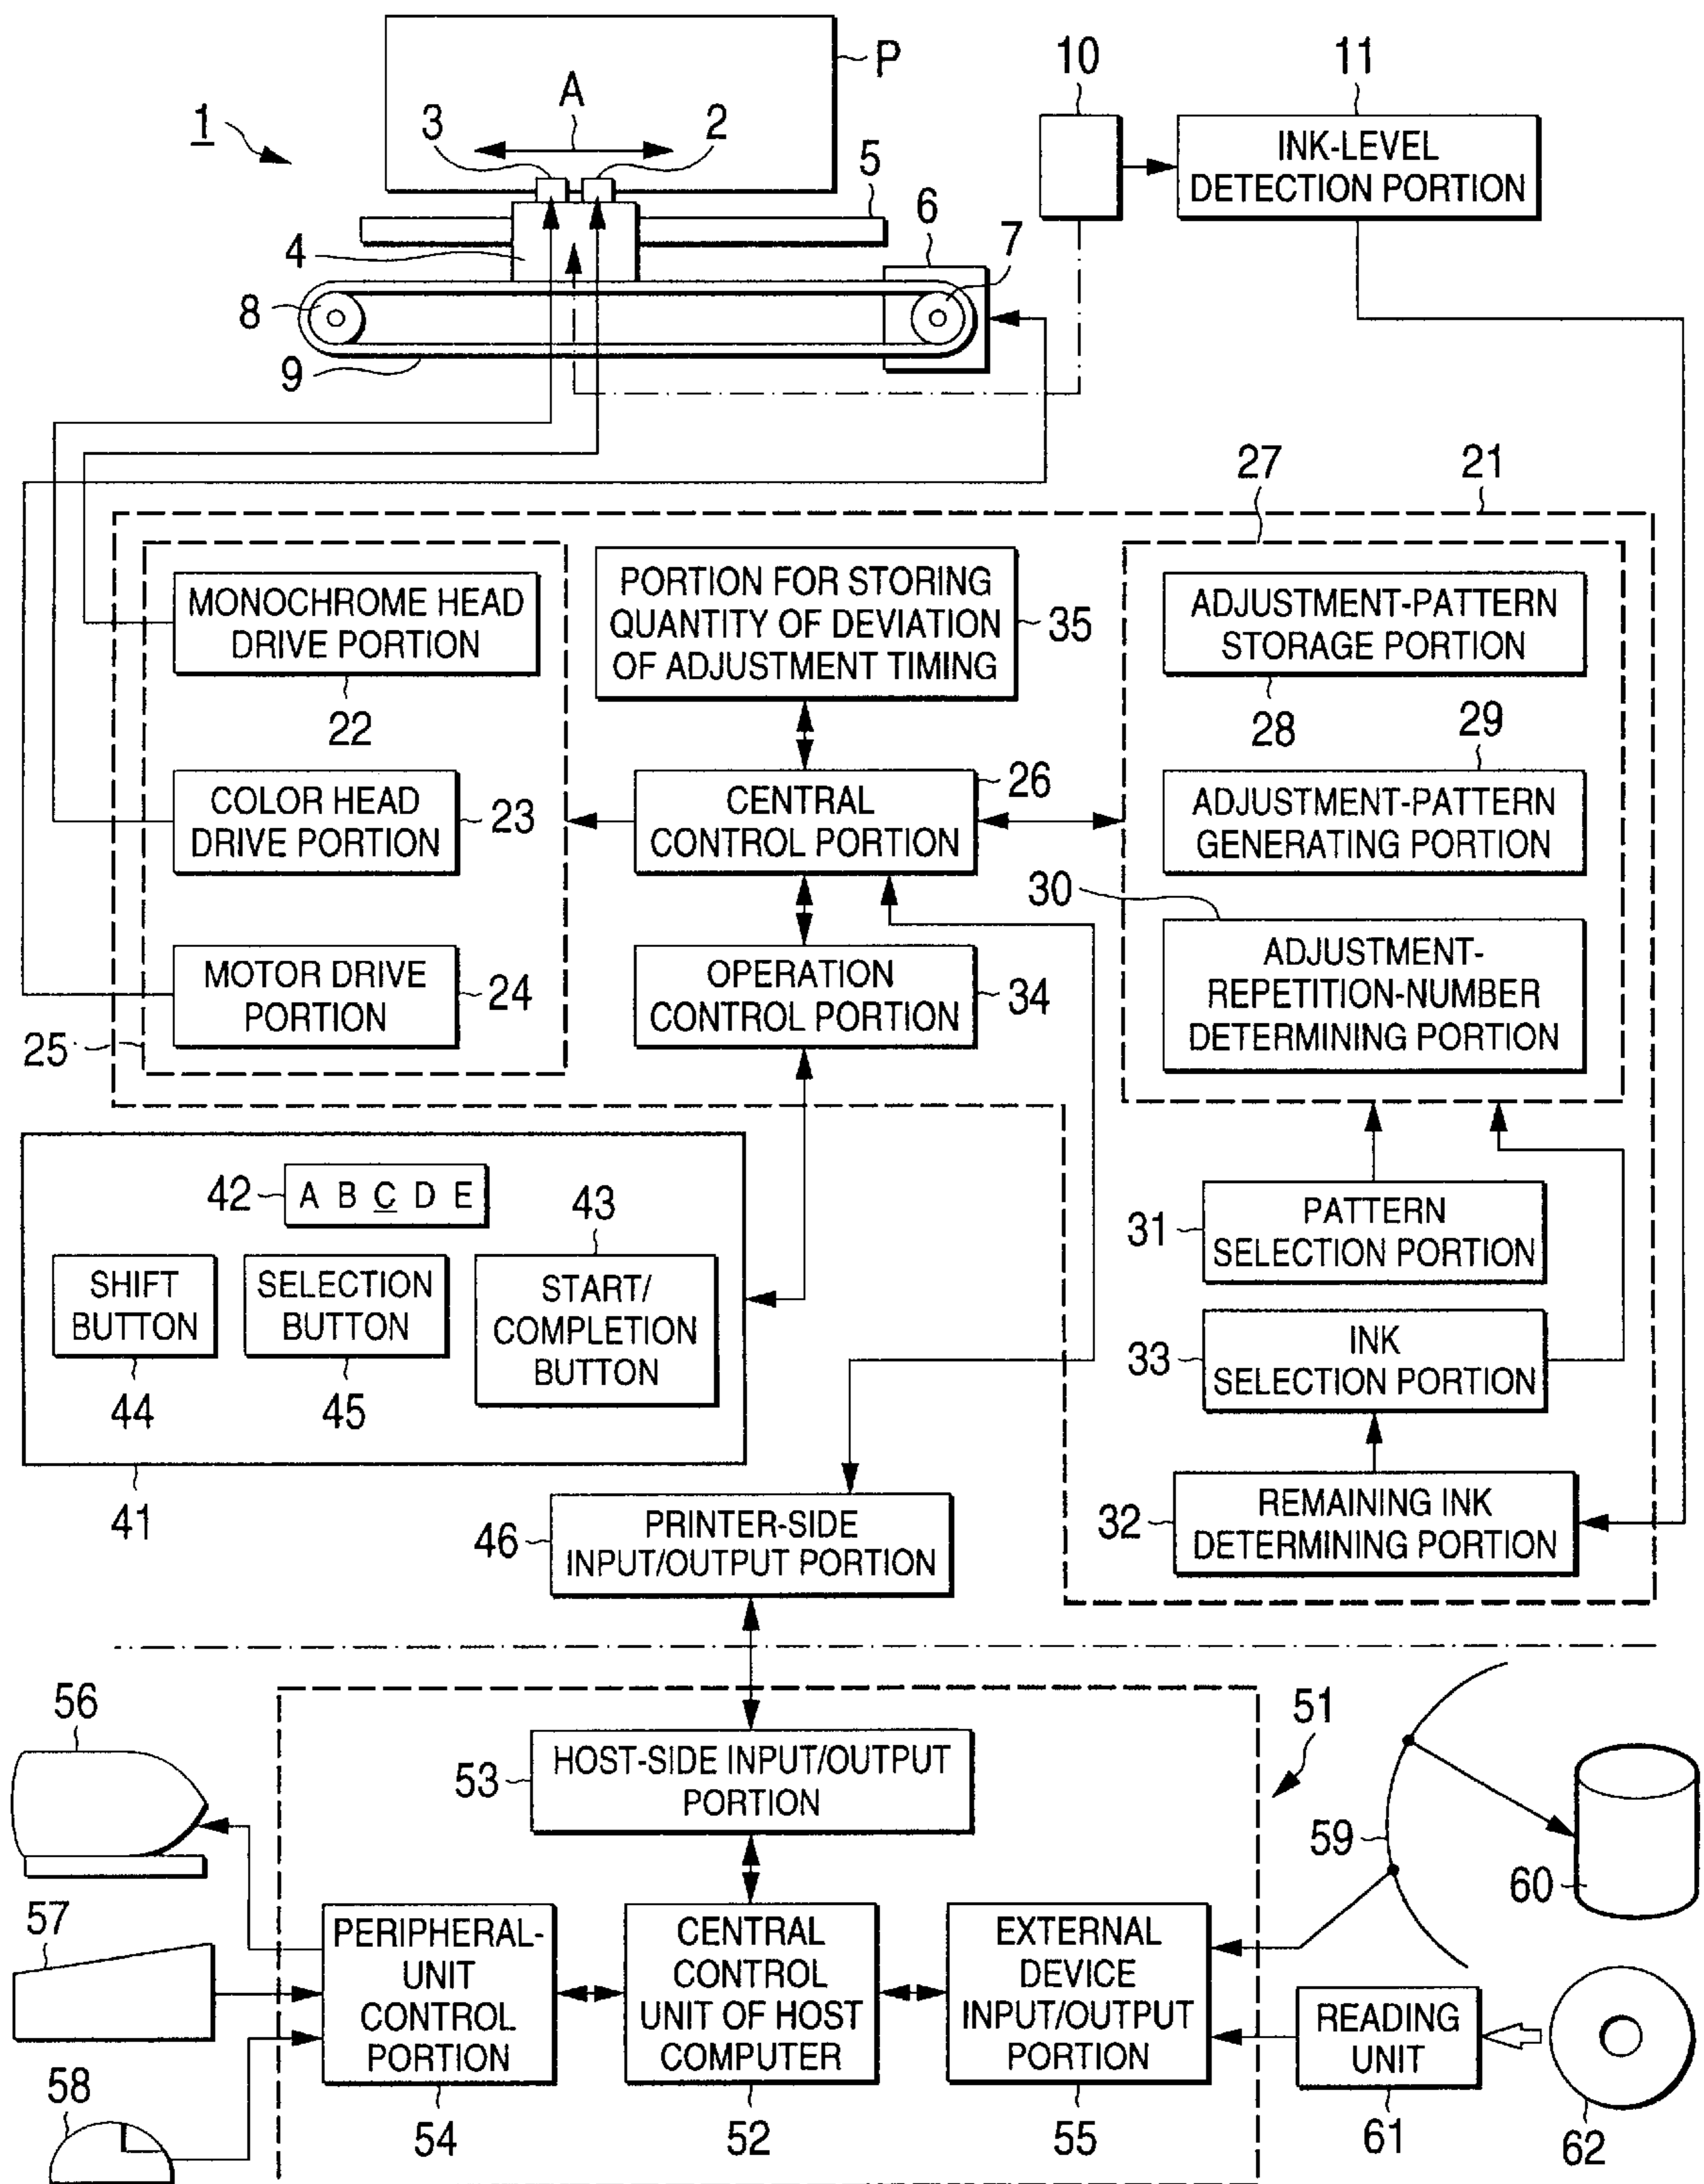 P
10
11
A
1
3
2
INK-LEVEL
DETECTION PORTION
5
6
7
4
8
9
27
21
MONOCHROME HEAD
DRIVE PORTION
22
PORTION FOR STORING
QUANTITY OF DEVIATION
OF ADJUSTMENT TIMING
35
ADJUSTMENT-PATTERN
STORAGE PORTION
28
29
COLOR HEAD
DRIVE PORTION
23
CENTRAL
CONTROL PORTION
26
ADJUSTMENT-PATTERN
GENERATING PORTION
30
MOTOR DRIVE
PORTION
24
25
OPERATION
CONTROL PORTION
34
ADJUSTMENT-
REPETITION-NUMBER
DETERMINING PORTION
42
A B C D E
43
SHIFT
BUTTON
44
SELECTION
BUTTON
45
START/
COMPLETION
BUTTON
41
31
PATTERN
SELECTION PORTION
33
INK
SELECTION PORTION
32
REMAINING INK
DETERMINING PORTION
46
PRINTER-SIDE
INPUT/OUTPUT PORTION
56
53
HOST-SIDE INPUT/OUTPUT
PORTION
51
59
60
57
PERIPHERAL-
UNIT
CONTROL
PORTION
54
CENTRAL
CONTROL
UNIT OF HOST
COMPUTER
52
EXTERNAL
DEVICE
INPUT/OUTPUT
PORTION
55
READING
UNIT
61
62
58